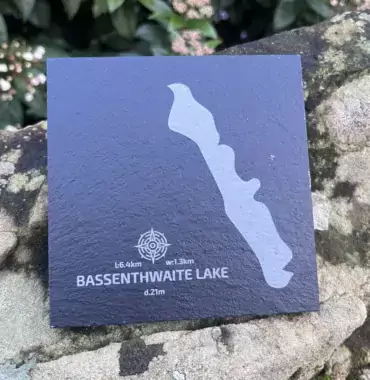 l:6.4km w:1.3km
BASSENTHWAITE LAKE
d.21m